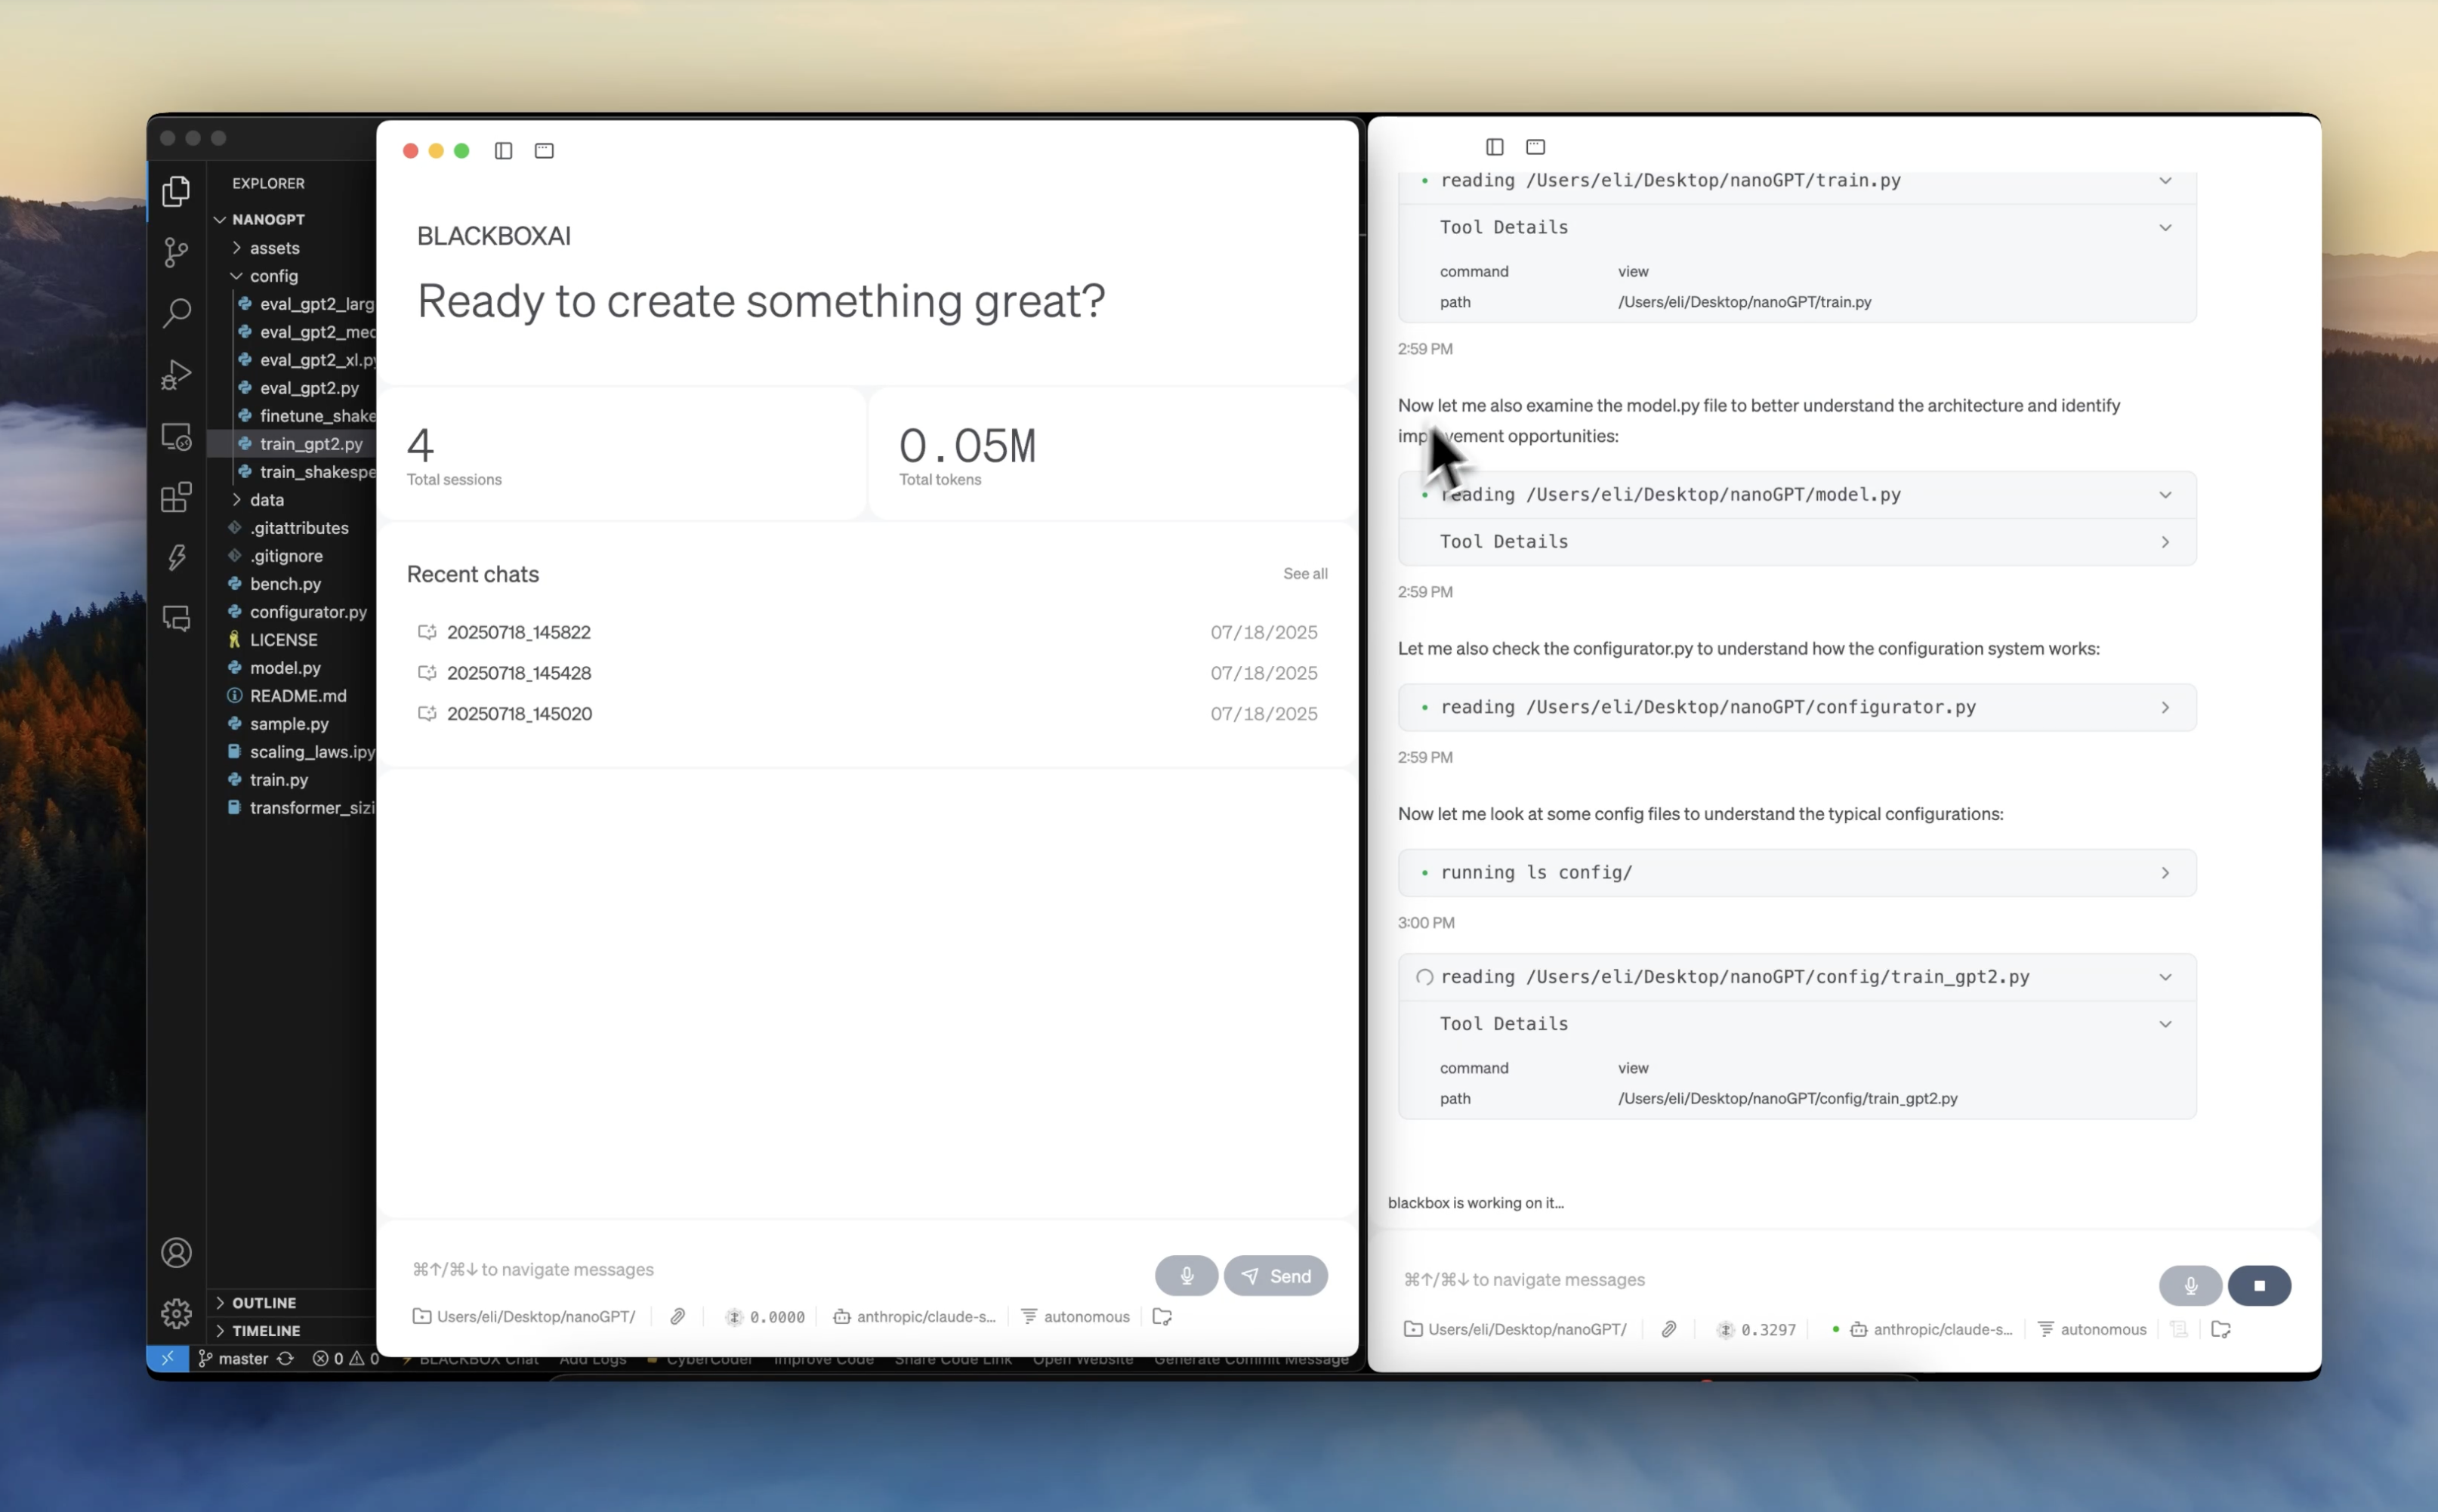 EXPLORER
NANOGPT
assets
config
eval_gpt2_larg
eval_gpt2_med
eval_gpt2_xl.py
eval_gpt2.py
finetune_shake
train_gpt2.py
train_shakespe
data
.gitattributes
.gitignore
bench.py
configurator.py
LICENSE
model.py
README.md
sample.py
scaling_laws.ipy
train.py
transformer_sizi
OUTLINE
TIMELINE
master
0
0
BLACKBOX Chat
Add Logs
CyberCoder
Improve Code
Share Code Link
Open Website
Generate Commit Message
BLACKBOXAI
Ready to create something great?
4
Total sessions
0.05M
Total tokens
Recent chats
See all
20250718_145822 07/18/2025
20250718_145428 07/18/2025
20250718_145020 07/18/2025
⌘↑/⌘↓ to navigate messages
Send
Users/eli/Desktop/nanoGPT/
0.0000
anthropic/claude-s...
autonomous
reading /Users/eli/Desktop/nanoGPT/train.py
Tool Details
command view
path /Users/eli/Desktop/nanoGPT/train.py
2:59 PM
Now let me also examine the model.py file to better understand the architecture and identify
opportunities:
reading /Users/eli/Desktop/nanoGPT/model.py
Tool Details
2:59 PM
Let me also check the configurator.py to understand how the configuration system works:
reading /Users/eli/Desktop/nanoGPT/configurator.py
2:59 PM
Now let me look at some config files to understand the typical configurations:
running ls config/
3:00 PM
reading /Users/eli/Desktop/nanoGPT/config/train_gpt2.py
Tool Details
command view
path /Users/eli/Desktop/nanoGPT/config/train_gpt2.py
blackbox is working on it...
⌘↑/⌘↓ to navigate messages
Users/eli/Desktop/nanoGPT/
0.3297
anthropic/claude-s...
autonomous